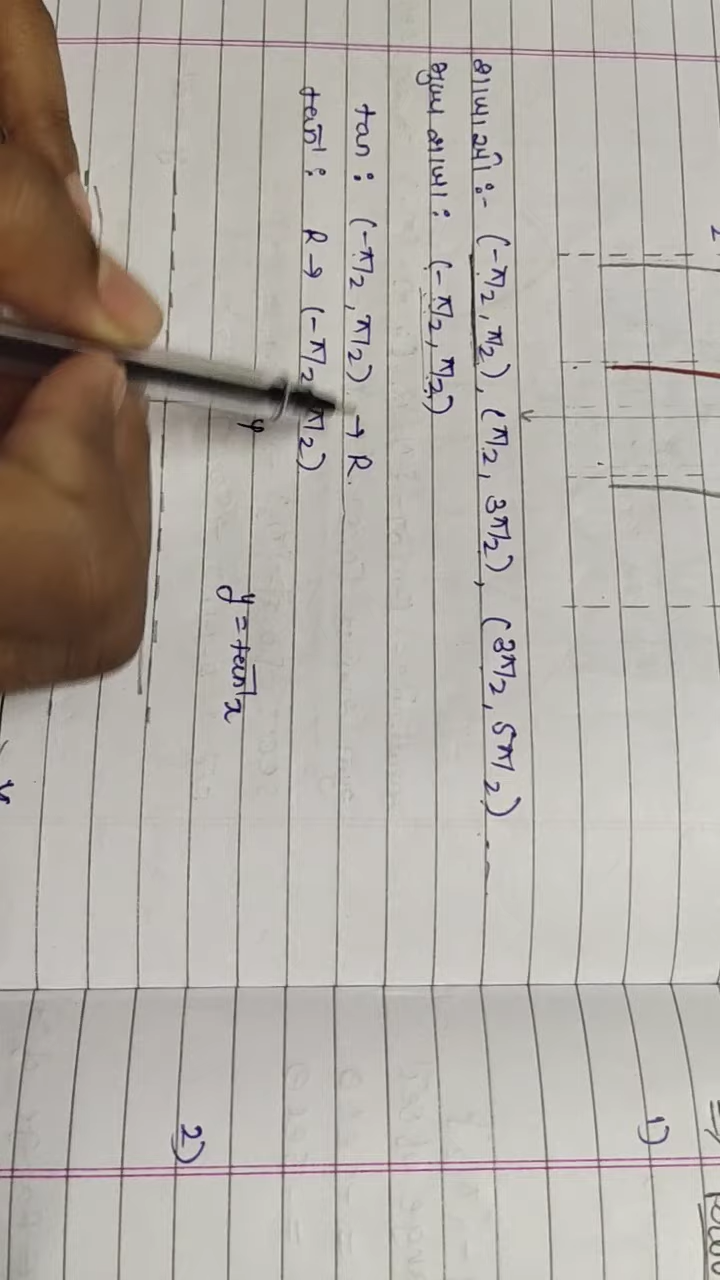 શાખાઓ :- (-π/2, π/2), (π/2, 3π/2), (3π/2, 5π/2) --
મુખ્ય શાખા : (-π/2, π/2)
tan : (-π/2, π/2) → R.
tan⁻¹ : R → (-π/2, π/2)
y
y = tan⁻¹x
1)
2)